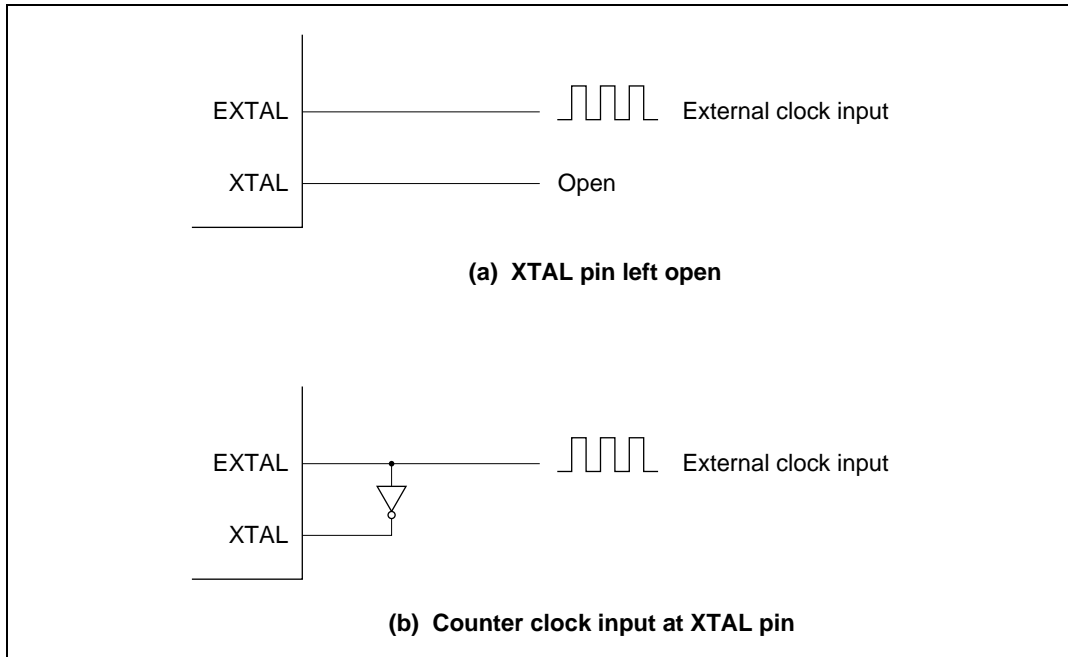 EXTAL
External clock input
XTAL
Open
(a) XTAL pin left open
EXTAL
External clock input
XTAL
(b) Counter clock input at XTAL pin